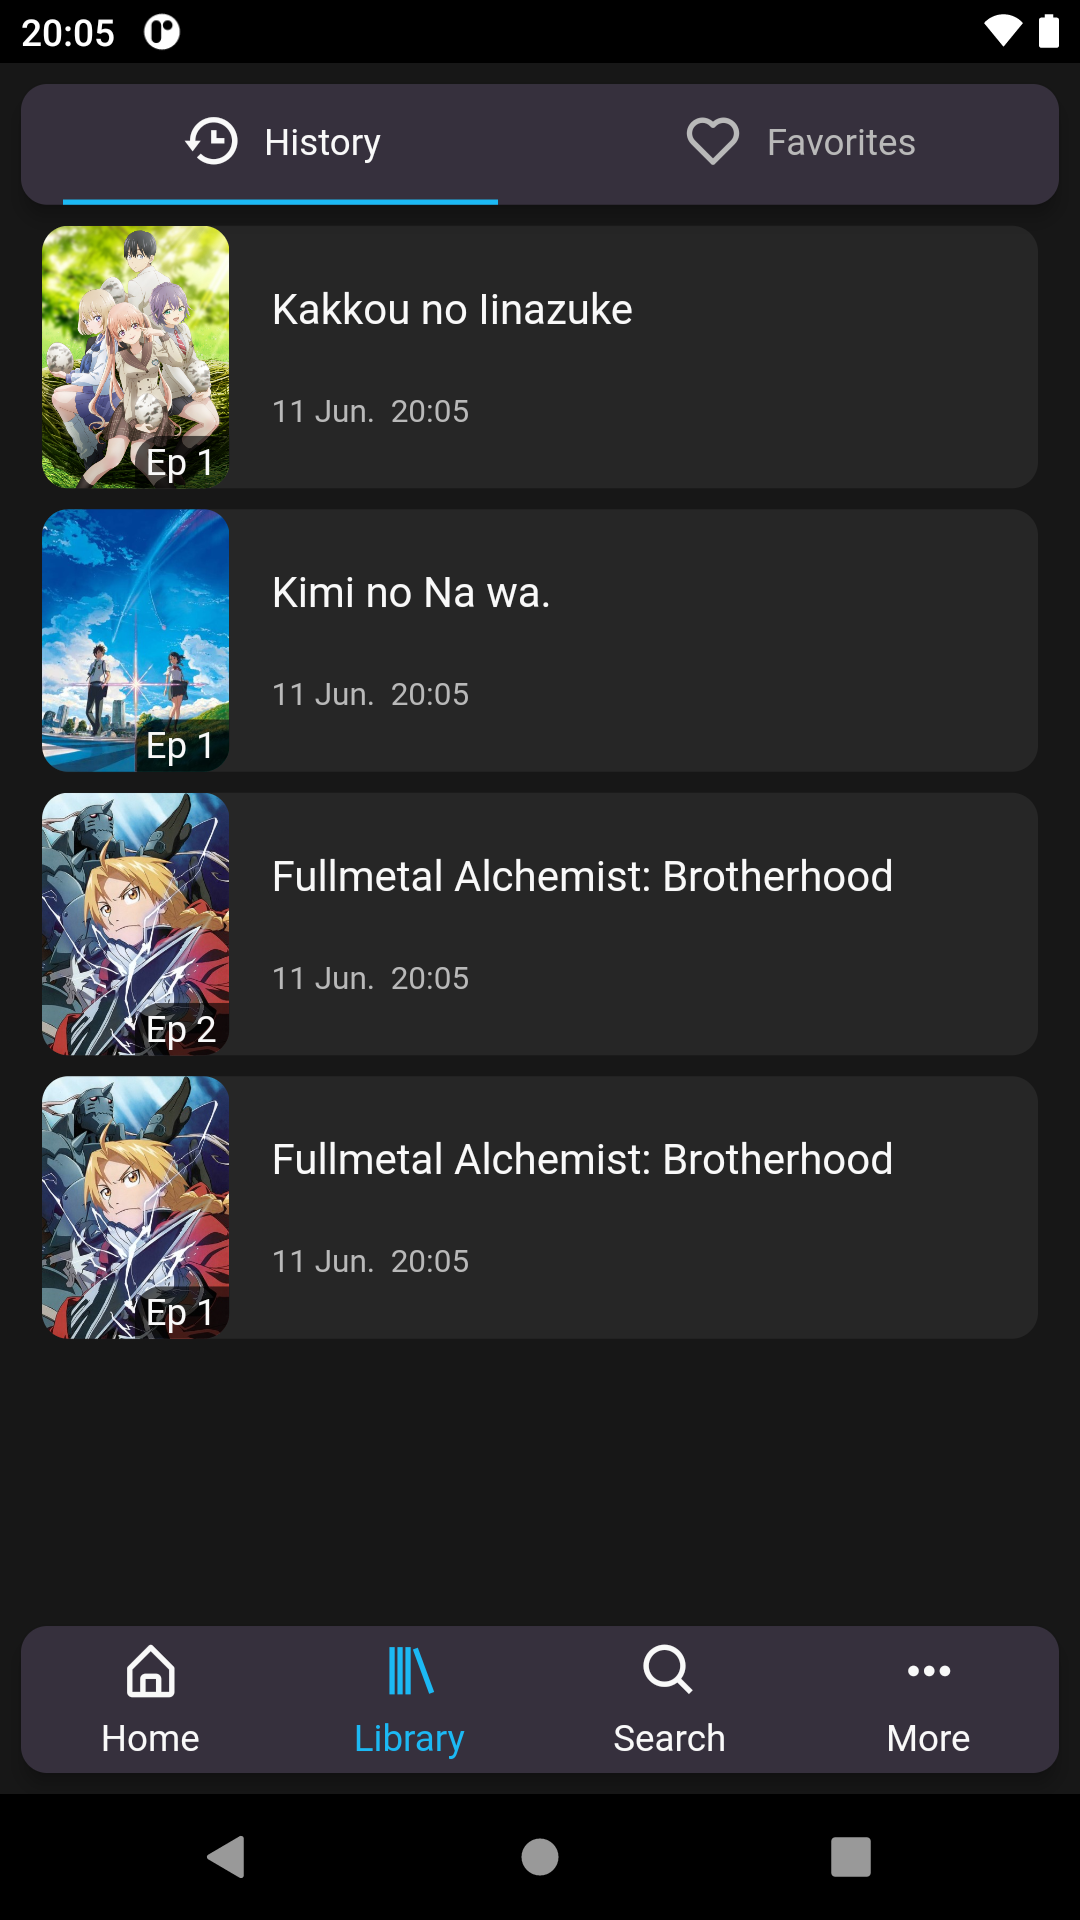 20:05
History
Favorites
Kakkou no Iinazuke
11 Jun.  20:05
Ep 1
Kimi no Na wa.
11 Jun.  20:05
Ep 1
Fullmetal Alchemist: Brotherhood
11 Jun.  20:05
Ep 2
Fullmetal Alchemist: Brotherhood
11 Jun.  20:05
Ep 1
Home
Library
Search
More